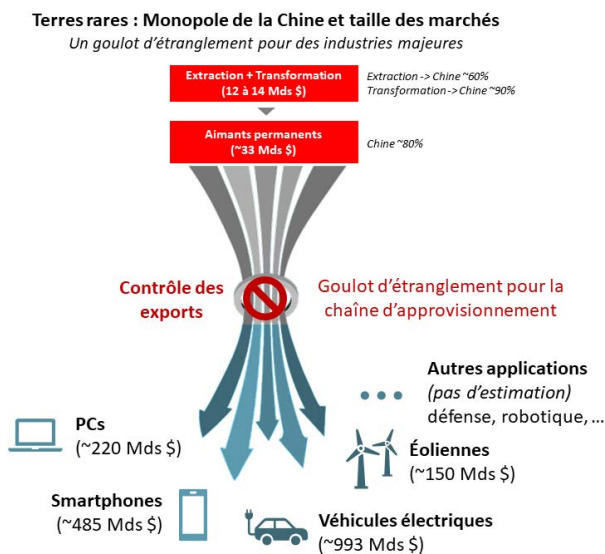 Terres rares : Monopole de la Chine et taille des marchés
Un goulot d'étranglement pour des industries majeures
Extraction + Transformation
(12 à 14 Mds $)
Extraction -> Chine ~60%
Transformation -> Chine ~90%
Aimants permanents
(~33 Mds $)
Chine ~80%
Contrôle des
exports
Goulot d'étranglement pour la
chaîne d'approvisionnement
Autres applications
(pas d'estimation)
défense, robotique, ...
PCs
(~220 Mds $)
Éoliennes
(~150 Mds $)
Smartphones
(~485 Mds $)
Véhicules électriques
(~993 Mds $)